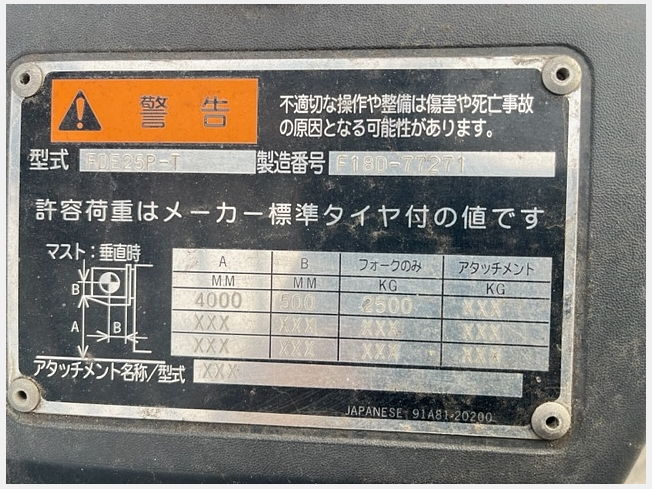 警告
不適切な操作や整備は傷害や死亡事故
の原因となる可能性があります。
型式 FDE25P-T 製造番号 F18D-77271
許容荷重はメーカー標準タイヤ付の値です
マスト：垂直時
A B フォークのみ アタッチメント
MM MM KG KG
4000 500 2500 XXX
XXX XXX XXX XXX
XXX XXX XXX XXX
B
A B
アタッチメント名称/型式 XXX
JAPANESE 91A81-20200